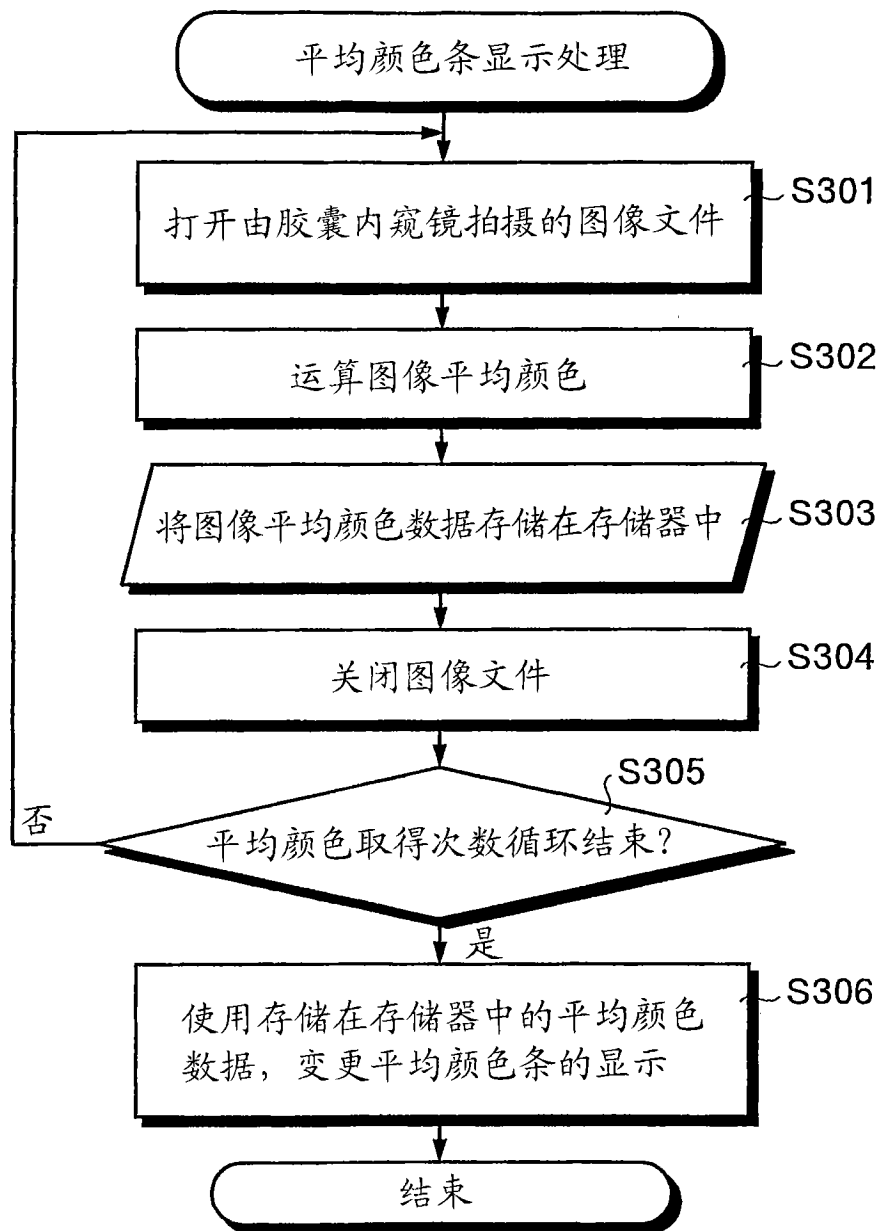 平均颜色条显示处理
打开由胶囊内窥镜拍摄的图像文件
S301
运算图像平均颜色
S302
将图像平均颜色数据存储在存储器中
S303
关闭图像文件
S304
S305
平均颜色取得次数循环结束？
否
是
使用存储在存储器中的平均颜色
数据，变更平均颜色条的显示
S306
结束